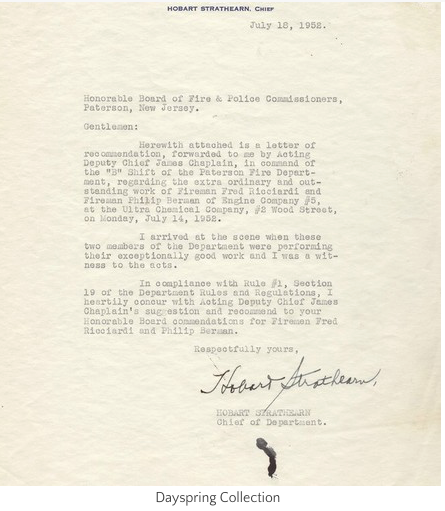 HOBART STRATHEARN, CHIEF
July 18, 1952.
Honorable Board of Fire & Police Commissioners,
Paterson, New Jersey.
Gentlemen:
Herewith attached is a letter of
recommendation, forwarded to me by Acting
Deputy Chief James Chaplain, in command of
the "B" Shift of the Paterson Fire Depart-
ment, regarding the extra ordinary and out-
standing work of Fireman Fred Ricciardi and
Fireman Philip Berman of Engine Company #5,
at the Ultra Chemical Company, #2 Wood Street,
on Monday, July 14, 1952.
I arrived at the scene when these
two members of the Department were performing
their exceptionally good work and I was a wit-
ness to the acts.
In compliance with Rule #1, Section
19 of the Department Rules and Regulations, I
heartily concur with Acting Deputy Chief James
Chaplain's suggestion and recommend to your
Honorable Board commendations for Firemen Fred
Ricciardi and Philip Berman.
Respectfully yours,
Hobart Strathearn,
HOBART STRATHEARN
Chief of Department.
Dayspring Collection